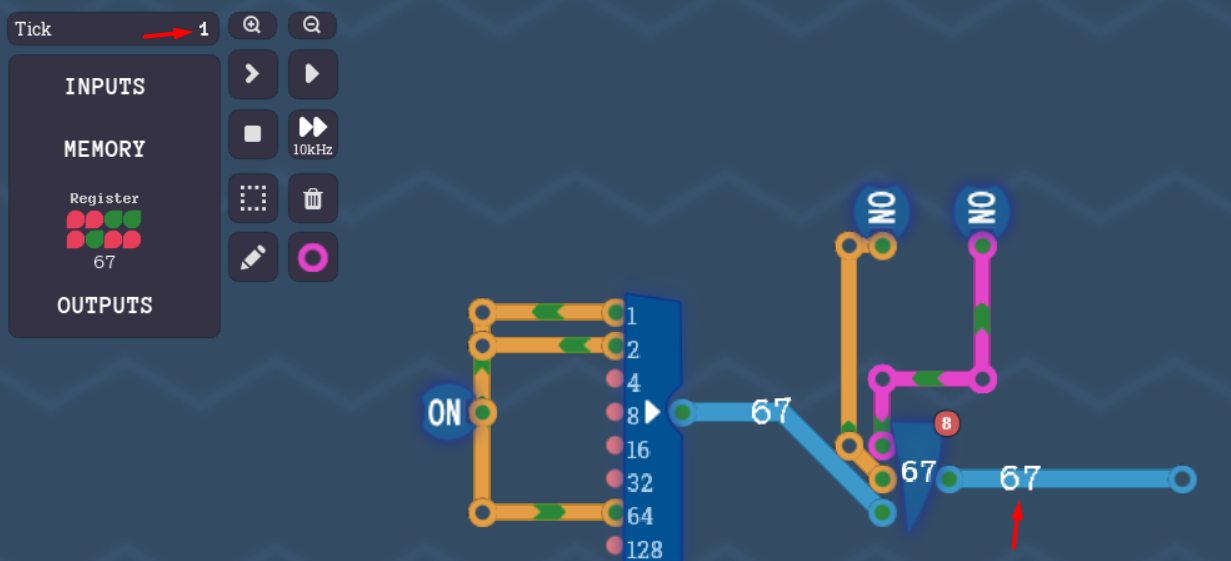 Tick 1
INPUTS
MEMORY
Register
67
OUTPUTS
10kHz
ON
ON
ON
1
2
4
8
16
32
64
128
67
8
67
67